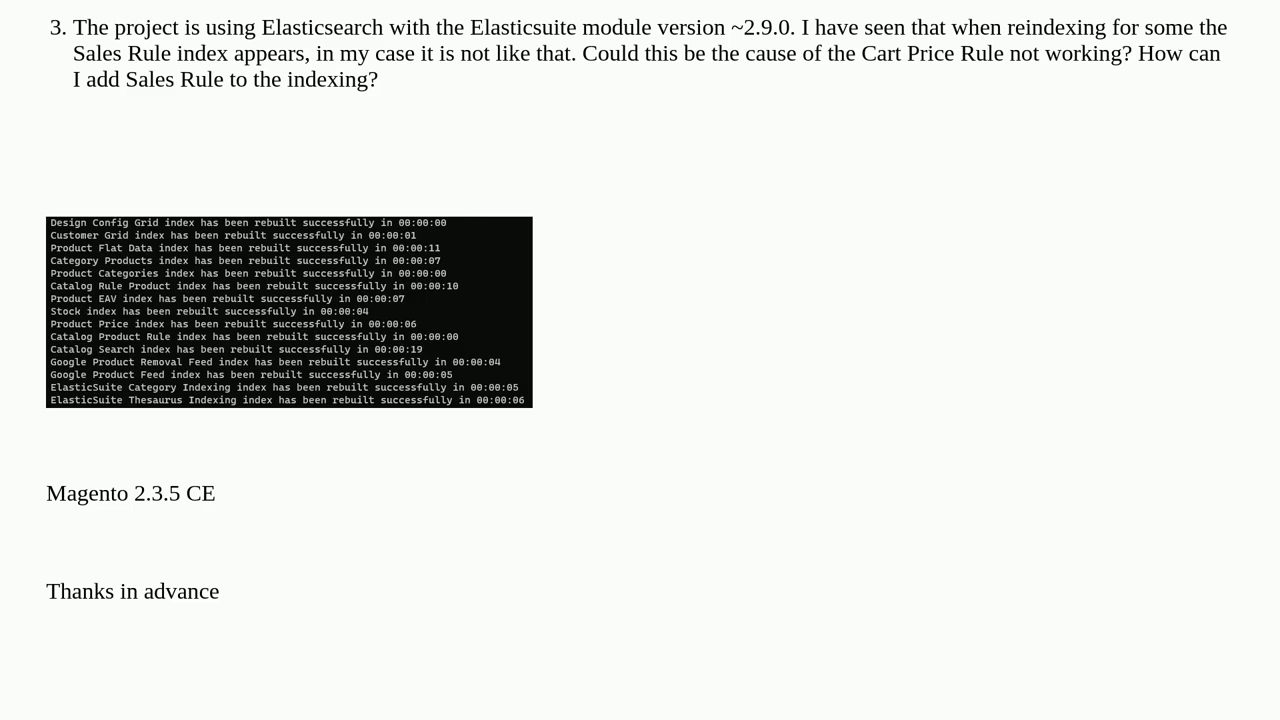 3. The project is using Elasticsearch with the Elasticsuite module version ~2.9.0. I have seen that when reindexing for some the
Sales Rule index appears, in my case it is not like that. Could this be the cause of the Cart Price Rule not working? How can
I add Sales Rule to the indexing?
Design Config Grid index has been rebuilt successfully in 00:00:00
Customer Grid index has been rebuilt successfully in 00:00:01
Product Flat Data index has been rebuilt successfully in 00:00:11
Category Products index has been rebuilt successfully in 00:00:07
Product Categories index has been rebuilt successfully in 00:00:00
Catalog Rule Product index has been rebuilt successfully in 00:00:10
Product EAV index has been rebuilt successfully in 00:00:07
Stock index has been rebuilt successfully in 00:00:04
Product Price index has been rebuilt successfully in 00:00:06
Catalog Product Rule index has been rebuilt successfully in 00:00:00
Catalog Search index has been rebuilt successfully in 00:00:19
Google Product Removal Feed index has been rebuilt successfully in 00:00:04
Google Product Feed index has been rebuilt successfully in 00:00:05
ElasticSuite Category Indexing index has been rebuilt successfully in 00:00:05
ElasticSuite Thesaurus Indexing index has been rebuilt successfully in 00:00:06
Magento 2.3.5 CE
Thanks in advance